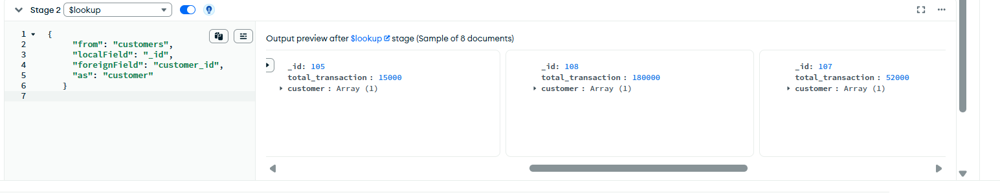 Stage 2 $lookup
1 {
2 "from": "customers",
3 "localField": "_id",
4 "foreignField": "customer_id",
5 "as": "customer"
6 }
7
Output preview after $lookup stage (Sample of 8 documents)
_id: 105
total_transaction : 15000
customer : Array (1)
_id: 108
total_transaction : 180000
customer : Array (1)
_id: 107
total_transaction : 52000
customer : Array (1)